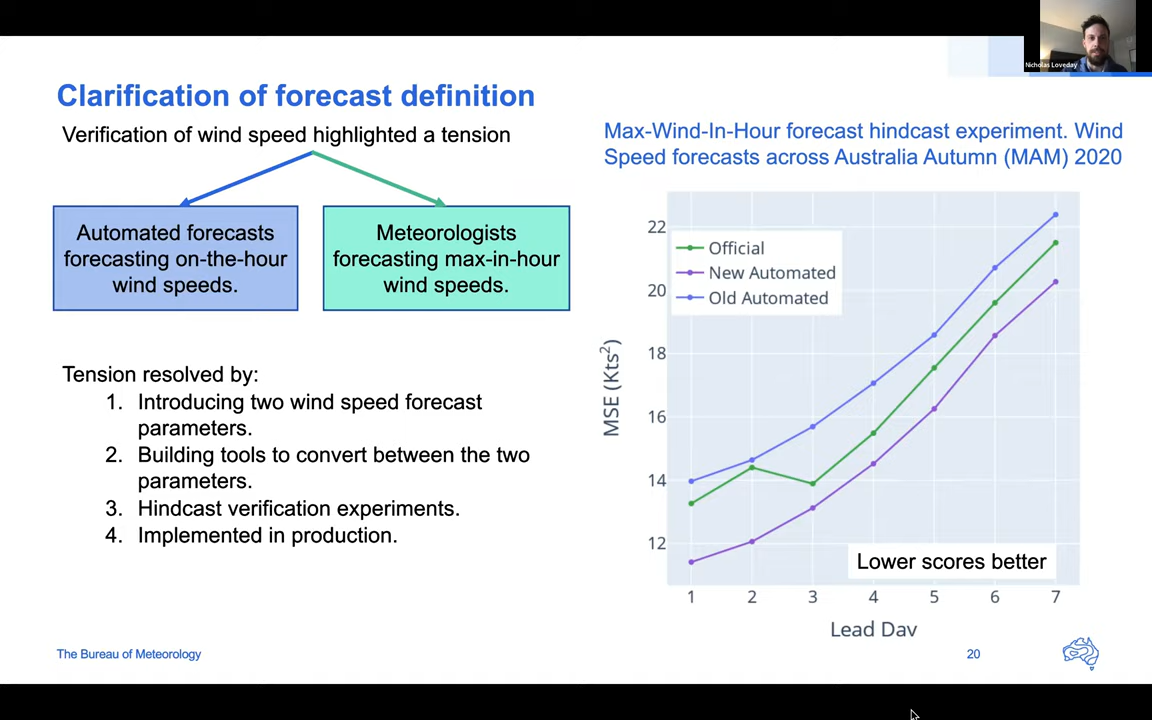 Nicholas Loveday
Clarification of forecast definition
Verification of wind speed highlighted a tension
Automated forecasts
forecasting on-the-hour
wind speeds.
Meteorologists
forecasting max-in-hour
wind speeds.
Tension resolved by:
1. Introducing two wind speed forecast
parameters.
2. Building tools to convert between the two
parameters.
3. Hindcast verification experiments.
4. Implemented in production.
Max-Wind-In-Hour forecast hindcast experiment. Wind
Speed forecasts across Australia Autumn (MAM) 2020
Official
New Automated
Old Automated
MSE (Kts²)
22
20
18
16
14
12
Lower scores better
1 2 3 4 5 6 7
Lead Day
The Bureau of Meteorology
20